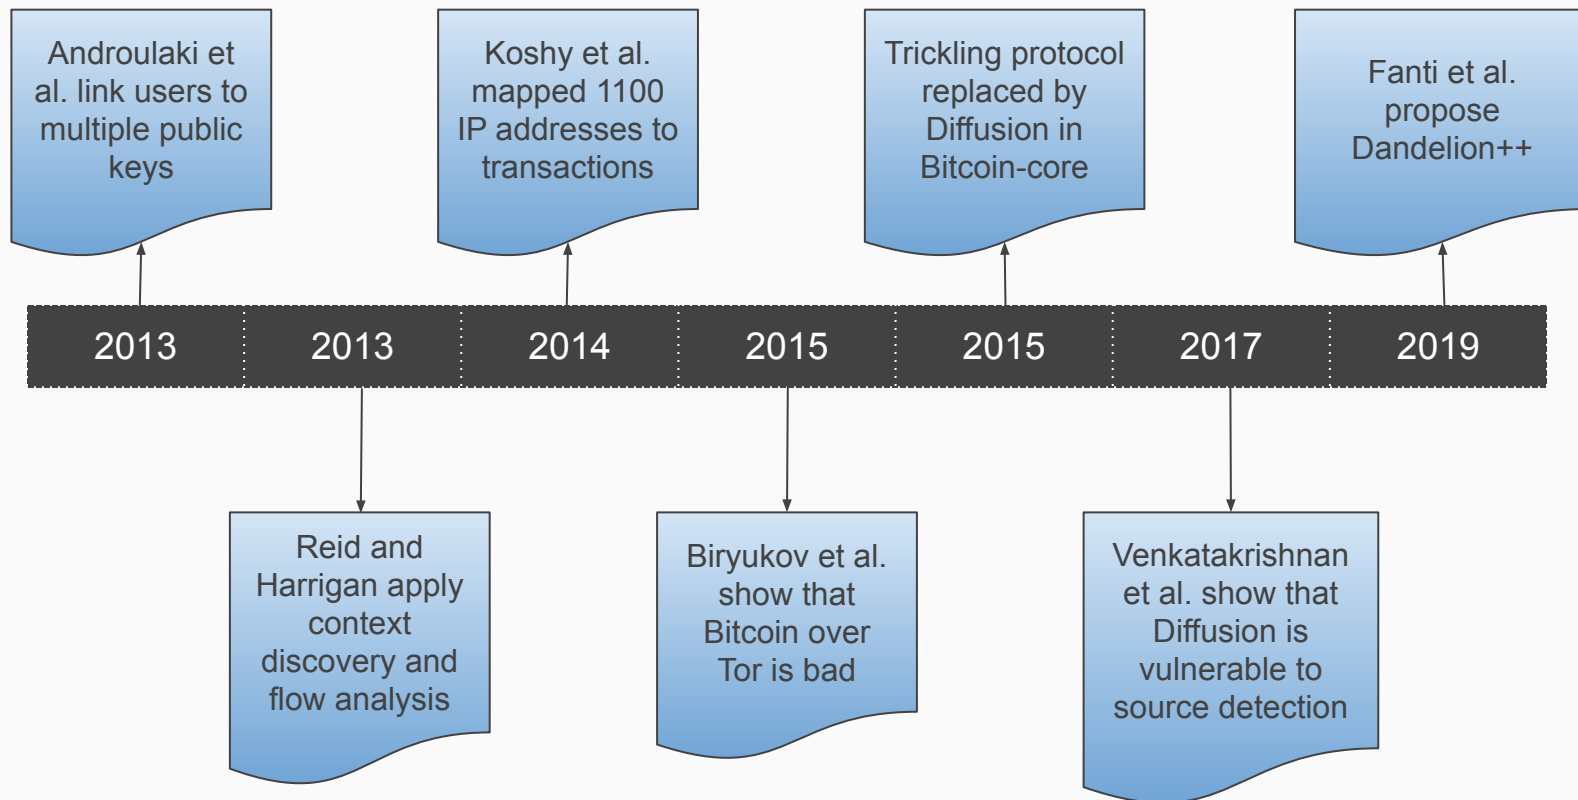 Androulaki et
al. link users to
multiple public
keys
Koshy et al.
mapped 1100
IP addresses to
transactions
Trickling protocol
replaced by
Diffusion in
Bitcoin-core
Fanti et al.
propose
Dandelion++
2013
2013
2014
2015
2015
2017
2019
Reid and
Harrigan apply
context
discovery and
flow analysis
Biryukov et al.
show that
Bitcoin over
Tor is bad
Venkatakrishnan
et al. show that
Diffusion is
vulnerable to
source detection